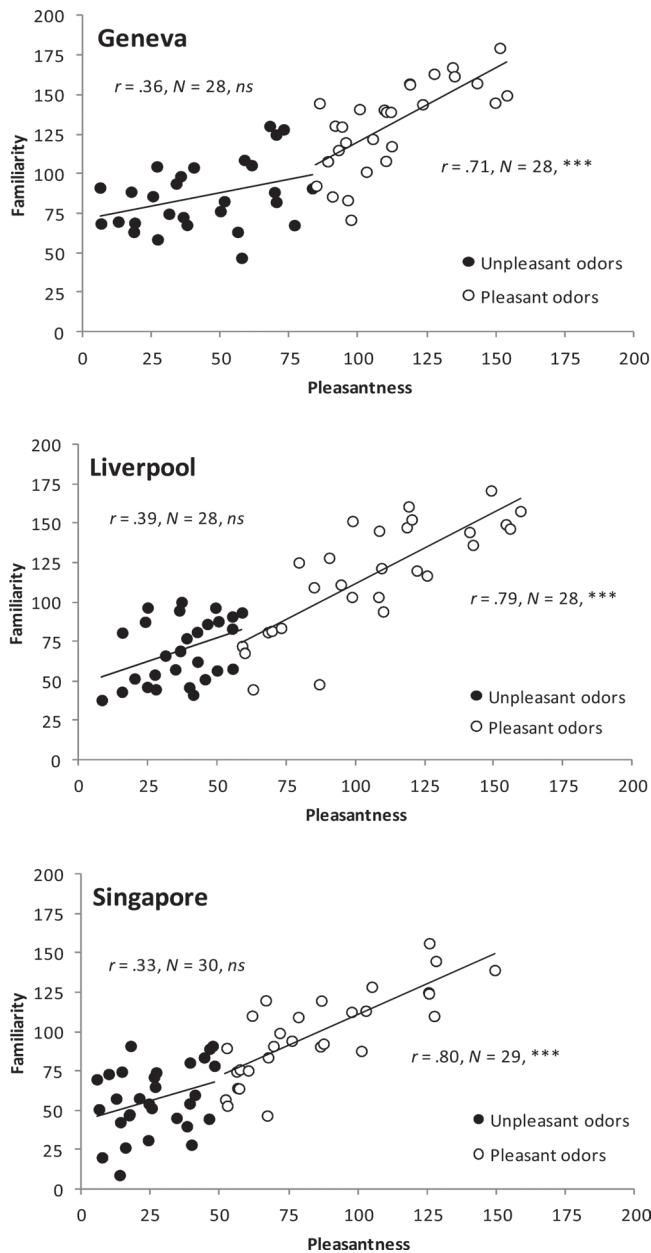 Geneva
200
175
150
125
100
75
50
25
0
Familiarity
r = .36, N = 28, ns
r = .71, N = 28, ***
Unpleasant odors
Pleasant odors
0 25 50 75 100 125 150 175 200
Pleasantness
Liverpool
200
175
150
125
100
75
50
25
0
Familiarity
r = .39, N = 28, ns
r = .79, N = 28, ***
Unpleasant odors
Pleasant odors
0 25 50 75 100 125 150 175 200
Pleasantness
Singapore
200
175
150
125
100
75
50
25
0
Familiarity
r = .33, N = 30, ns
r = .80, N = 29, ***
Unpleasant odors
Pleasant odors
0 25 50 75 100 125 150 175 200
Pleasantness